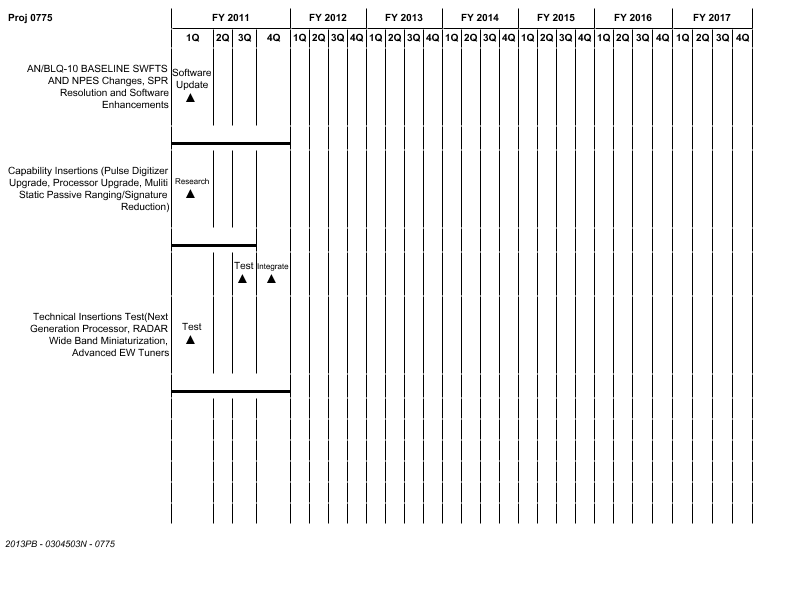 Proj 0775 FY 2011 FY 2012 FY 2013 FY 2014 FY 2015 FY 2016 FY 2017
1Q 2Q 3Q 4Q 1Q 2Q 3Q 4Q 1Q 2Q 3Q 4Q 1Q 2Q 3Q 4Q 1Q 2Q 3Q 4Q 1Q 2Q 3Q 4Q 1Q 2Q 3Q 4Q
AN/BLQ-10 BASELINE SWFTS
AND NPES Changes, SPR
Resolution and Software
Enhancements
Software
Update
Capability Insertions (Pulse Digitizer
Upgrade, Processor Upgrade, Muliti
Static Passive Ranging/Signature
Reduction)
Research
Test Integrate
Technical Insertions Test(Next
Generation Processor, RADAR
Wide Band Miniaturization,
Advanced EW Tuners
Test
2013PB - 0304503N - 0775